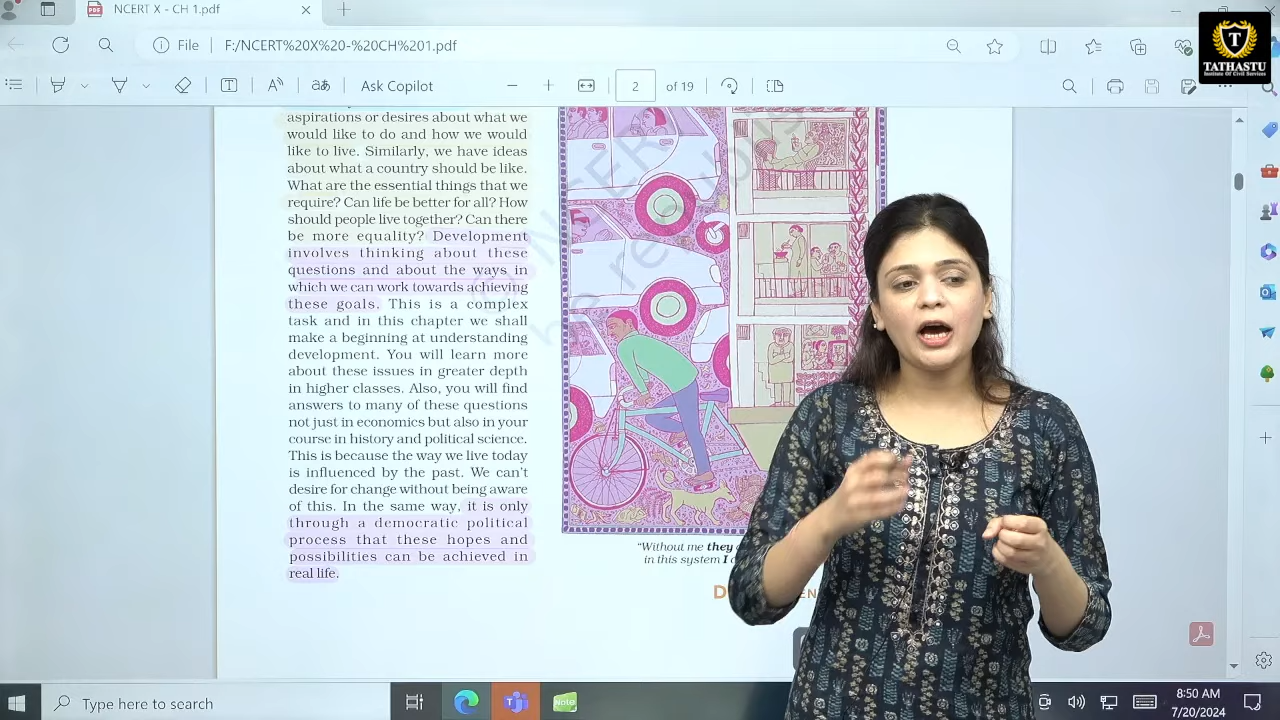 NCERT X - CH 1.pdf
File
F:/NCERT%20X%20-%20CH%201.pdf
T
TATHASTU
Institute Of Civil Services
Ask Copilot
2
of 19
aspirations or desires about what we
would like to do and how we would
like to live. Similarly, we have ideas
about what a country should be like.
What are the essential things that we
require? Can life be better for all? How
should people live together? Can there
be more equality? Development
involves thinking about these
questions and about the ways in
which we can work towards achieving
these goals. This is a complex
task and in this chapter we shall
make a beginning at understanding
development. You will learn more
about these issues in greater depth
in higher classes. Also, you will find
answers to many of these questions
not just in economics but also in your
course in history and political science.
This is because the way we live today
is influenced by the past. We can't
desire for change without being aware
of this. In the same way, it is only
through a democratic political
process that these hopes and
possibilities can be achieved in
real life.
"Without me they
in this system I
Type here to search
Note
8:50 AM
7/20/2024